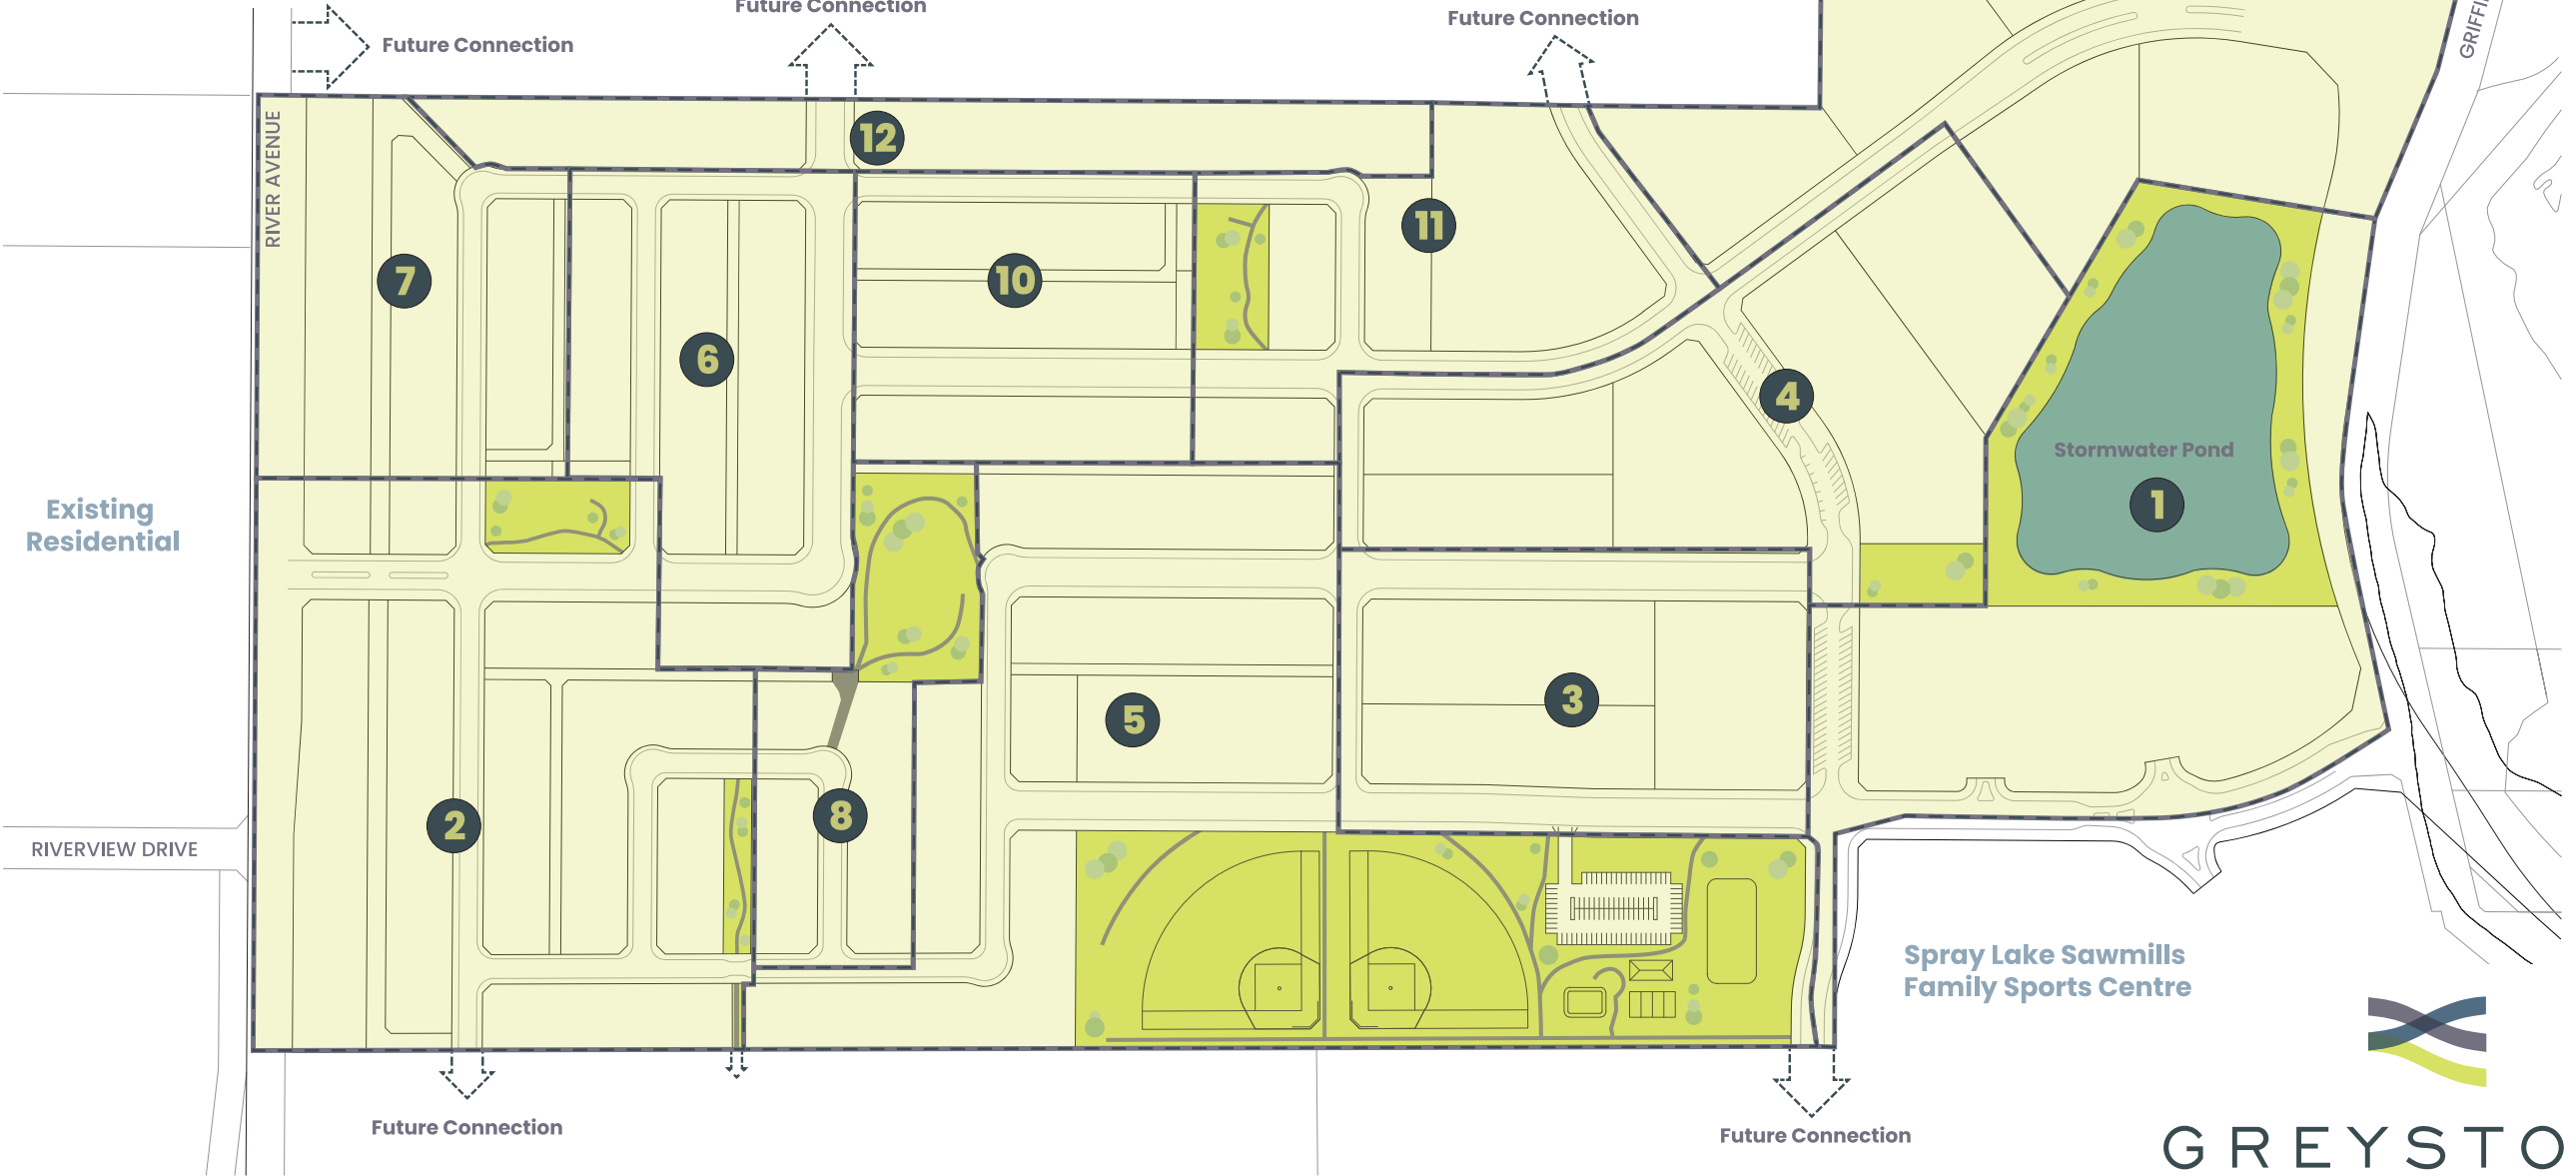 Future Connection
Future Connection
Future Connection
RIVER AVENUE
12
11
7
10
6
4
Stormwater Pond
1
Existing
Residential
5
3
2
8
RIVERVIEW DRIVE
Spray Lake Sawmills
Family Sports Centre
Future Connection
Future Connection
GREYSTO